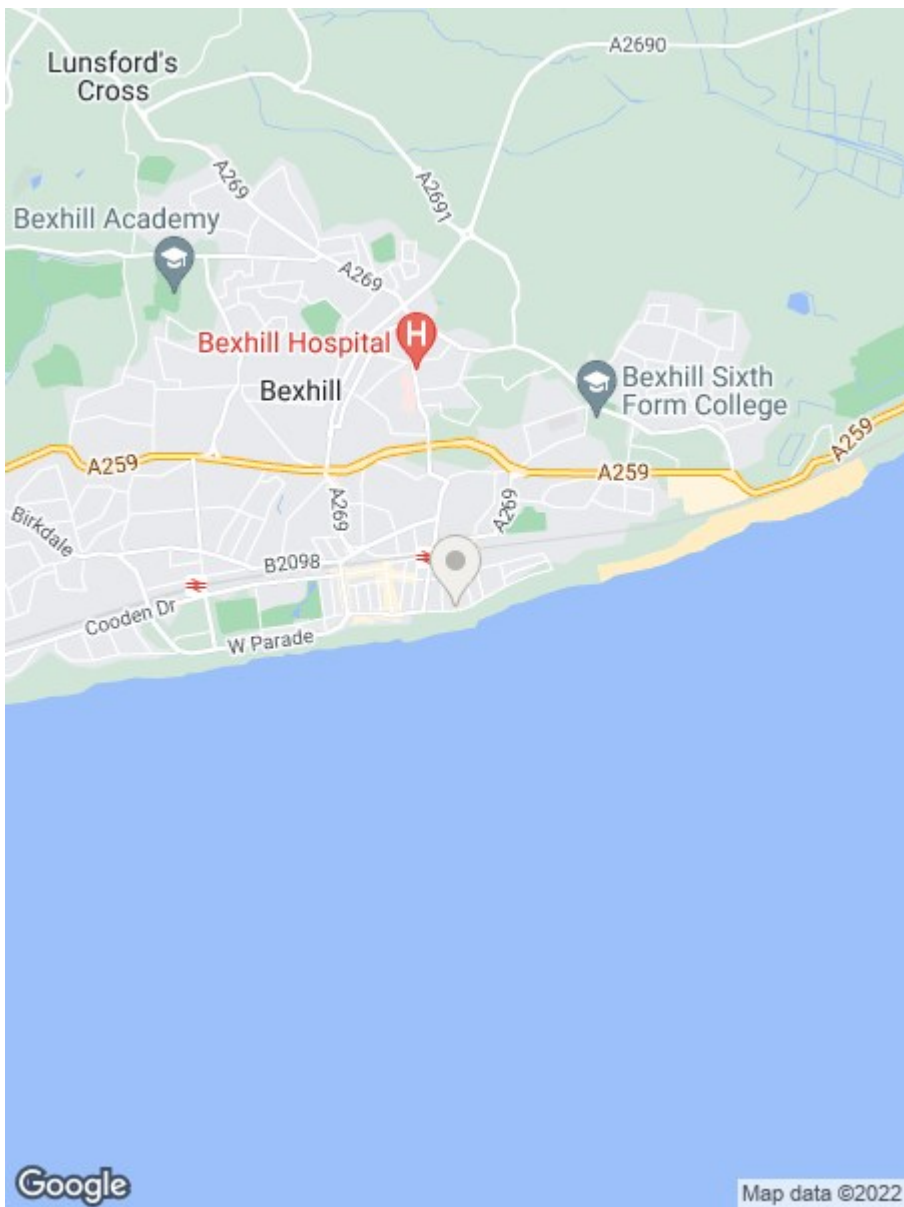 A2690
Lunsford's
Cross
A269
A2691
Bexhill Academy
A269
Bexhill Hospital
H
Bexhill
Bexhill Sixth
Form College
A259
A259
A259
A269
A269
Birkdale
B2098
Cooden Dr
W Parade
Google
Map data ©2022